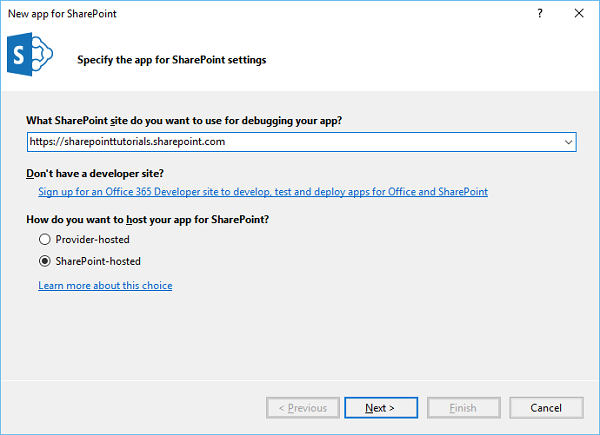 New app for SharePoint
?
S
Specify the app for SharePoint settings
What SharePoint site do you want to use for debugging your app?
https://sharepointtutorials.sharepoint.com
Don't have a developer site?
Sign up for an Office 365 Developer site to develop, test and deploy apps for Office and SharePoint
How do you want to host your app for SharePoint?
Provider-hosted
SharePoint-hosted
Learn more about this choice
< Previous
Next >
Finish
Cancel